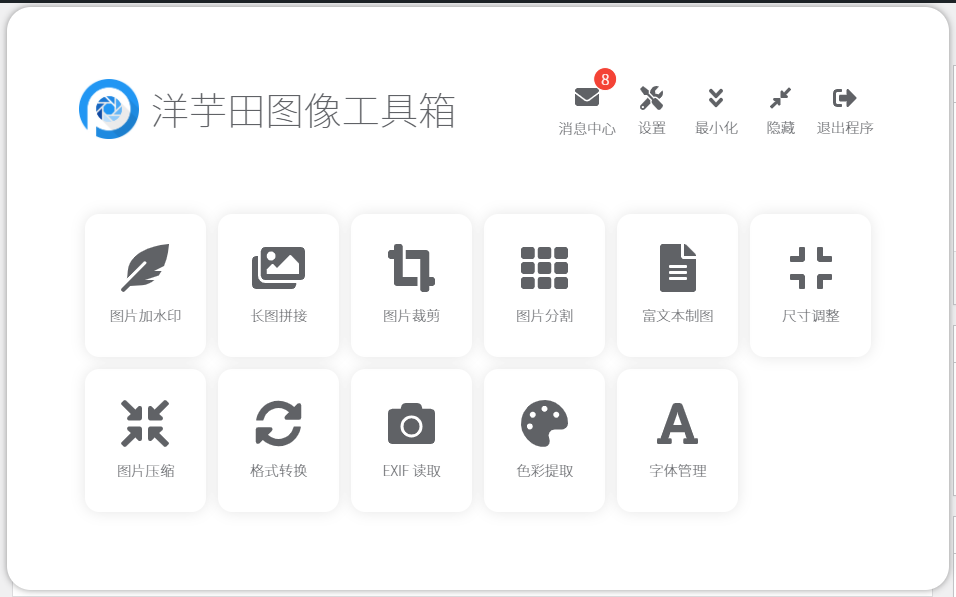 洋芋田图像工具箱
8
消息中心 设置 最小化 隐藏 退出程序
图片加水印 长图拼接 图片裁剪 图片分割 富文本制图 尺寸调整
图片压缩 格式转换 EXIF 读取 色彩提取 字体管理